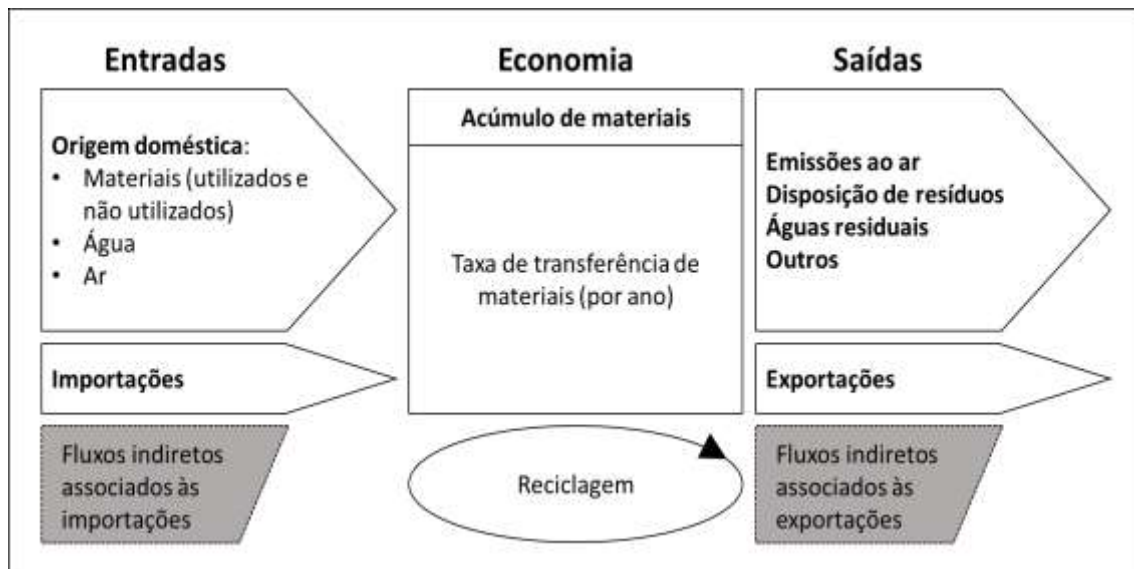 Entradas
Origem doméstica:
• Materiais (utilizados e
não utilizados)
• Água
• Ar
Importações
Fluxos indiretos
associados às
importações
Economia
Acúmulo de materiais
Taxa de transferência de
materiais (por ano)
Reciclagem
Saídas
Emissões ao ar
Disposição de resíduos
Águas residuais
Outros
Exportações
Fluxos indiretos
associados às
exportações